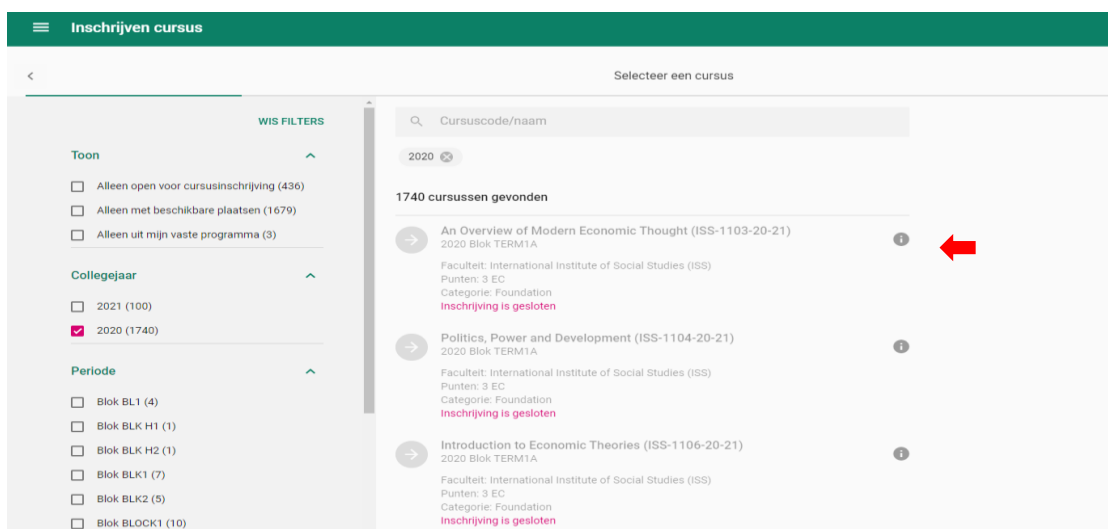 Inschrijven cursus
Selecteer een cursus
WIS FILTERS
Toon
Alleen open voor cursusinschrijving (436)
Alleen met beschikbare plaatsen (1679)
Alleen uit mijn vaste programma (3)
Collegejaar
2021 (100)
2020 (1740)
Periode
Blok BL1 (4)
Blok BLK H1 (1)
Blok BLK H2 (1)
Blok BLK1 (7)
Blok BLK2 (5)
Blok BLOCK1 (10)
Cursuscode/naam
2020
1740 cursussen gevonden
An Overview of Modern Economic Thought (ISS-1103-20-21)
2020 Blok TERM1A
Faculteit: International Institute of Social Studies (ISS)
Punten: 3 EC
Categorie: Foundation
Inschrijving is gesloten
Politics, Power and Development (ISS-1104-20-21)
2020 Blok TERM1A
Faculteit: International Institute of Social Studies (ISS)
Punten: 3 EC
Categorie: Foundation
Inschrijving is gesloten
Introduction to Economic Theories (ISS-1106-20-21)
2020 Blok TERM1A
Faculteit: International Institute of Social Studies (ISS)
Punten: 3 EC
Categorie: Foundation
Inschrijving is gesloten